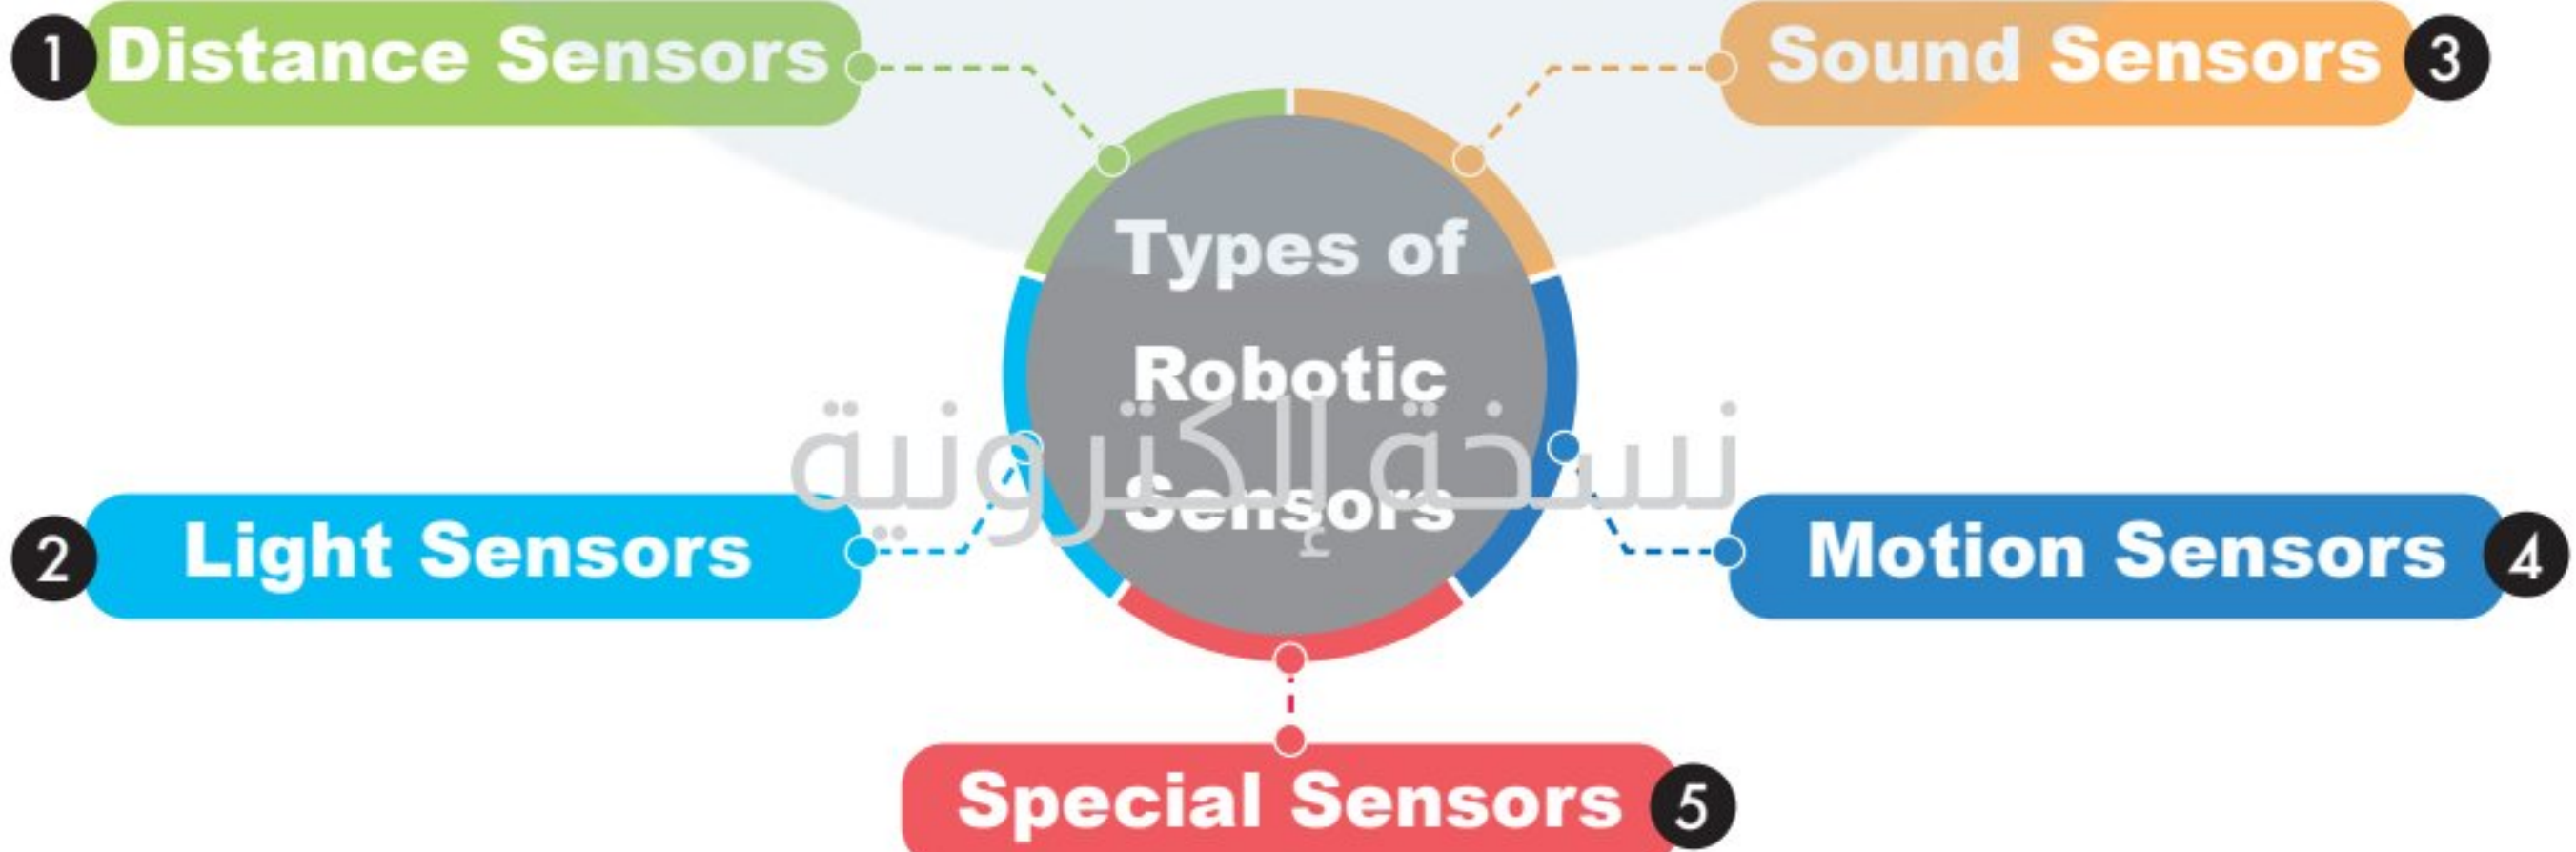 Types of
Robotic
Sensors
1 Distance Sensors
2 Light Sensors
Sound Sensors 3
Motion Sensors 4
Special Sensors 5
نسخة إلكترونية